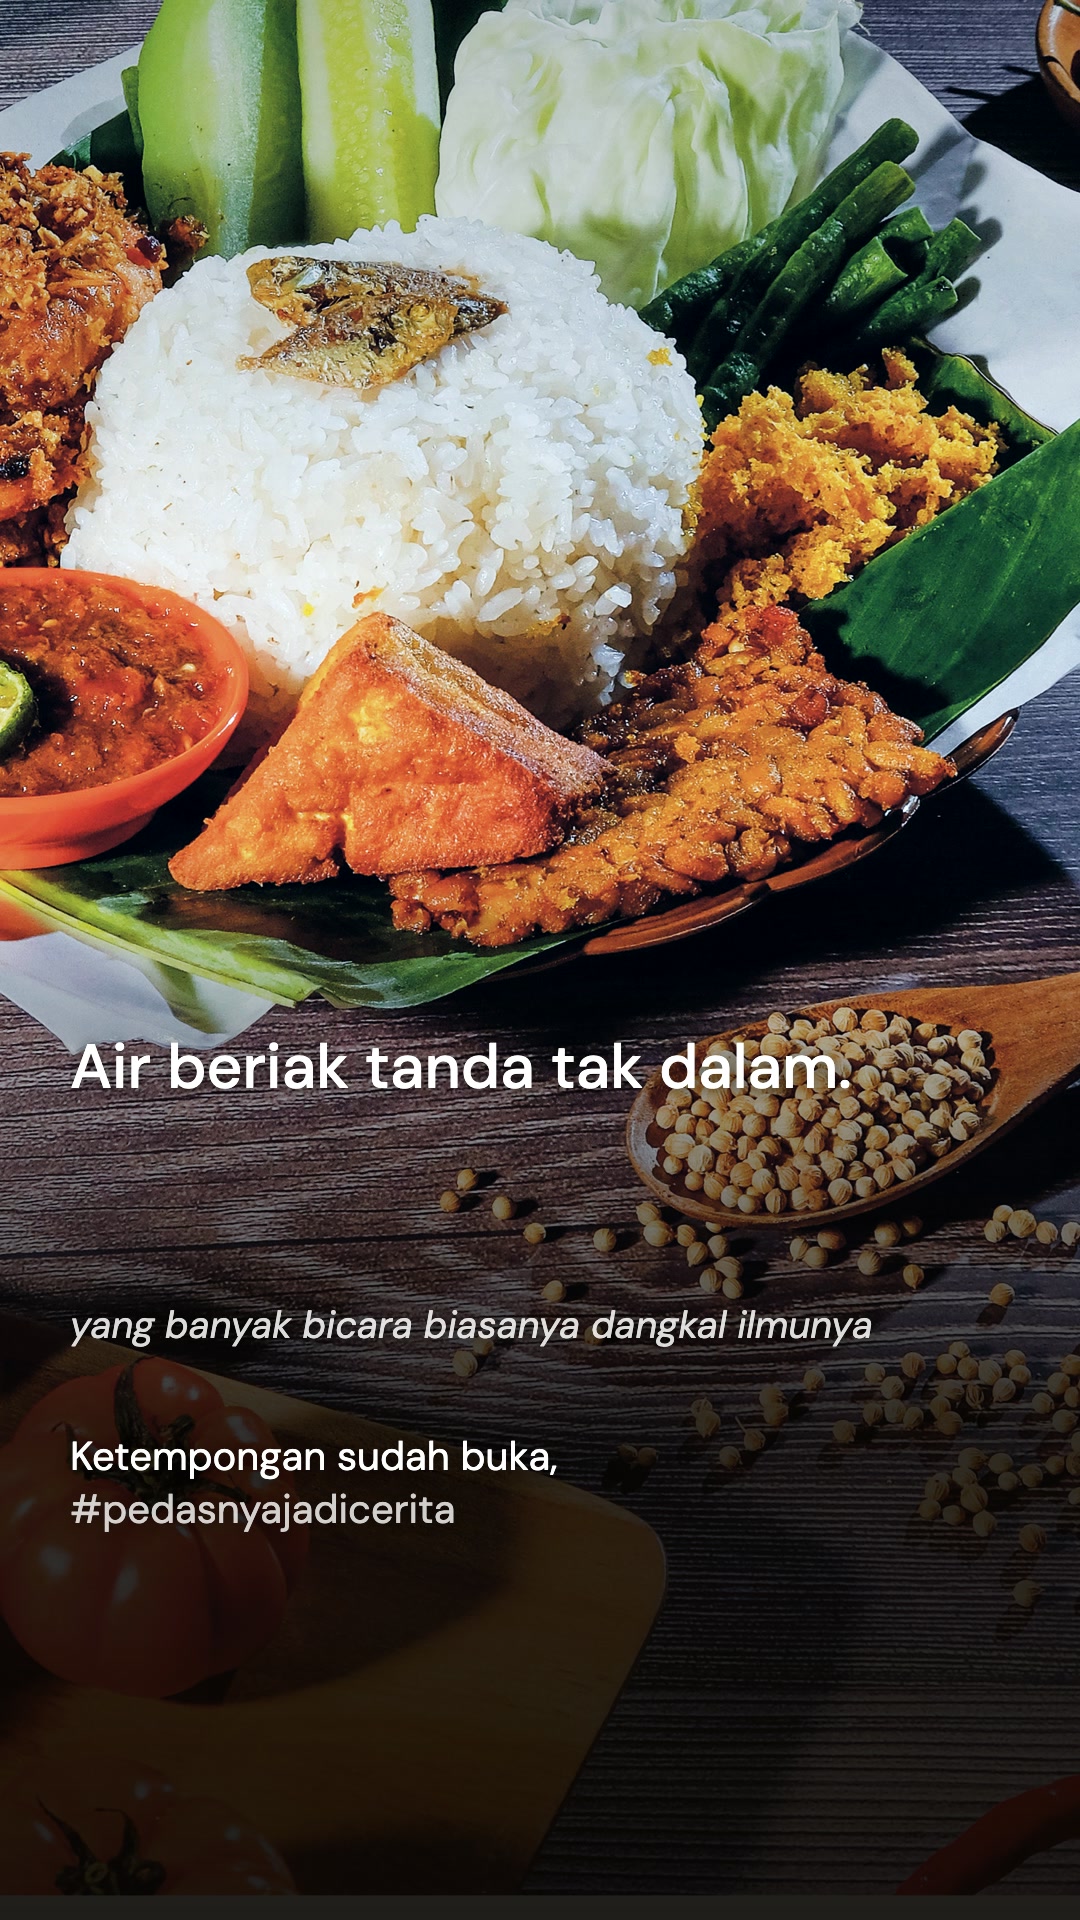 Air beriak tanda tak dalam.
yang banyak bicara biasanya dangkal ilmunya
Ketempongan sudah buka,
#pedasnyajadicerita